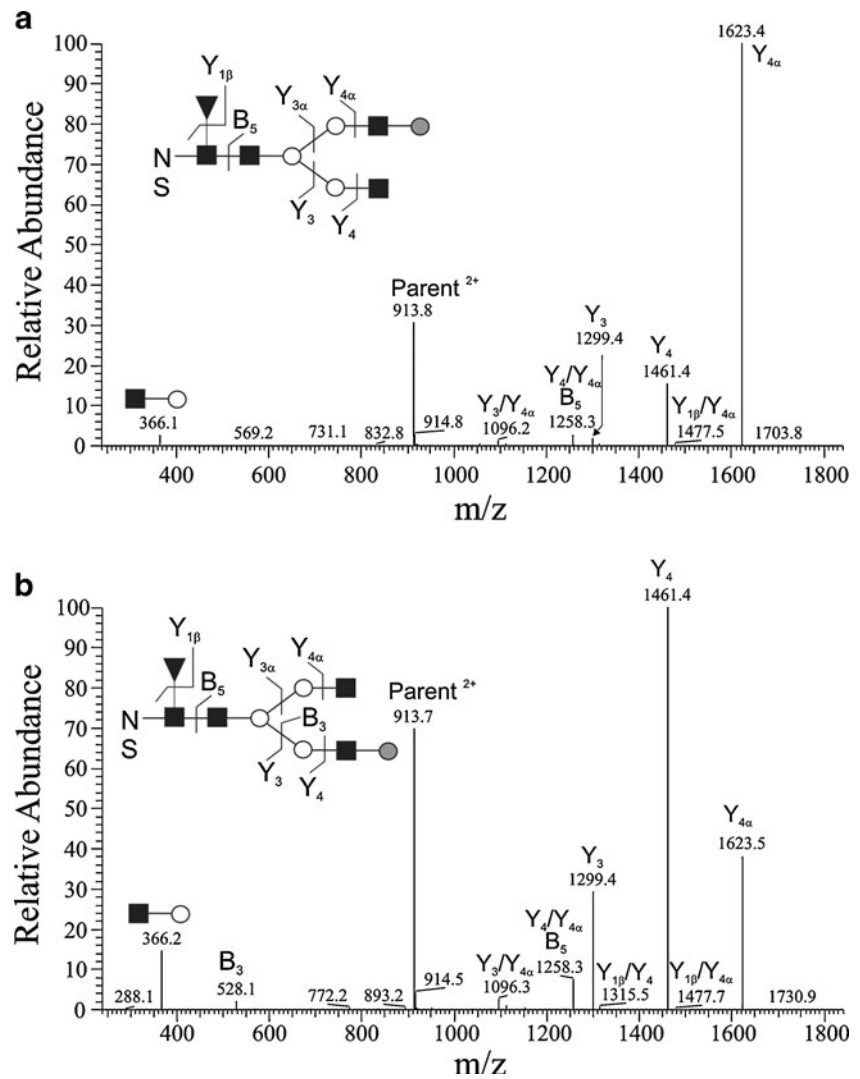 a
Relative Abundance
100
90
80
70
60
50
40
30
20
10
0
Y1β
B5
Y3α
Y4α
N
S
Y3
Y4
1623.4
Y4α
Parent 2+
913.8
Y3
1299.4
Y4/Y4α
B5
1258.3
Y4
1461.4
Y3/Y4α
1096.2
Y1β/Y4α
1477.5
366.1
569.2
731.1
832.8
914.8
1703.8
400
600
800
1000
1200
1400
1600
1800
m/z
b
Relative Abundance
100
90
80
70
60
50
40
30
20
10
0
Y1β
B5
Y3α
Y4α
N
S
B3
Y3
Y4
Y4
1461.4
Parent 2+
913.7
Y4α
1623.5
Y3
1299.4
Y4/Y4α
B5
1258.3
Y3/Y4α
1096.3
Y1β/Y4
1315.5
Y1β/Y4α
1477.7
366.2
B3
528.1
288.1
772.2
893.2
914.5
1730.9
400
600
800
1000
1200
1400
1600
1800
m/z